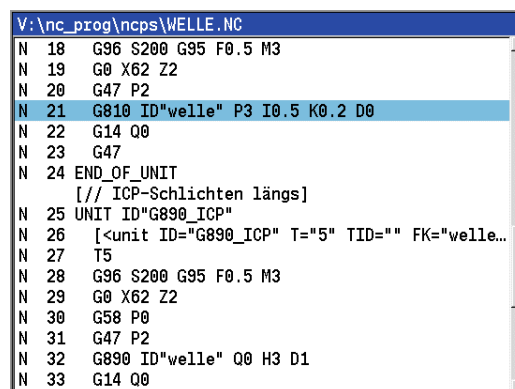 V:\nc_prog\ncps\WELLE.NC
N 18 G96 S200 G95 F0.5 M3
N 19 G0 X62 Z2
N 20 G47 P2
N 21 G810 ID"welle" P3 I0.5 K0.2 D0
N 22 G14 Q0
N 23 G47
N 24 END_OF_UNIT
[// ICP-Schlichten längs]
N 25 UNIT ID"G890_ICP"
N 26 [<unit ID="G890_ICP" T="5" TID="" FK="welle…
N 27 T5
N 28 G96 S200 G95 F0.5 M3
N 29 G0 X62 Z2
N 30 G58 P0
N 31 G47 P2
N 32 G890 ID"welle" Q0 H3 D1
N 33 G14 Q0